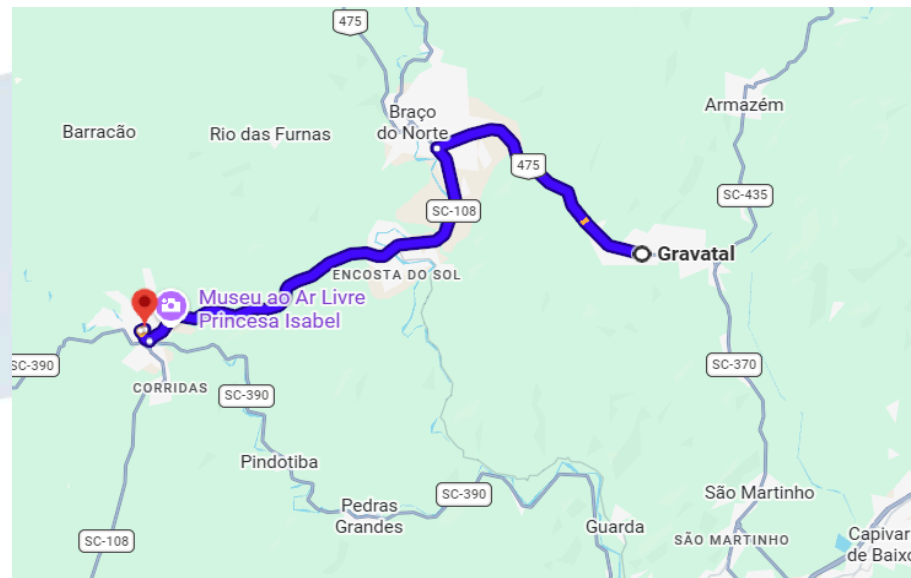 475
Braço
do Norte
Armazém
Barracão
Rio das Furnas
475
SC-435
SC-108
Gravatal
ENCOSTA DO SOL
Museu ao Ar Livre
Princesa Isabel
SC-390
SC-370
CORRIDAS
SC-390
Pindotiba
SC-390
São Martinho
Pedras
Grandes
Guarda
SC-108
SÃO MARTINHO
Capivar
de Baixo